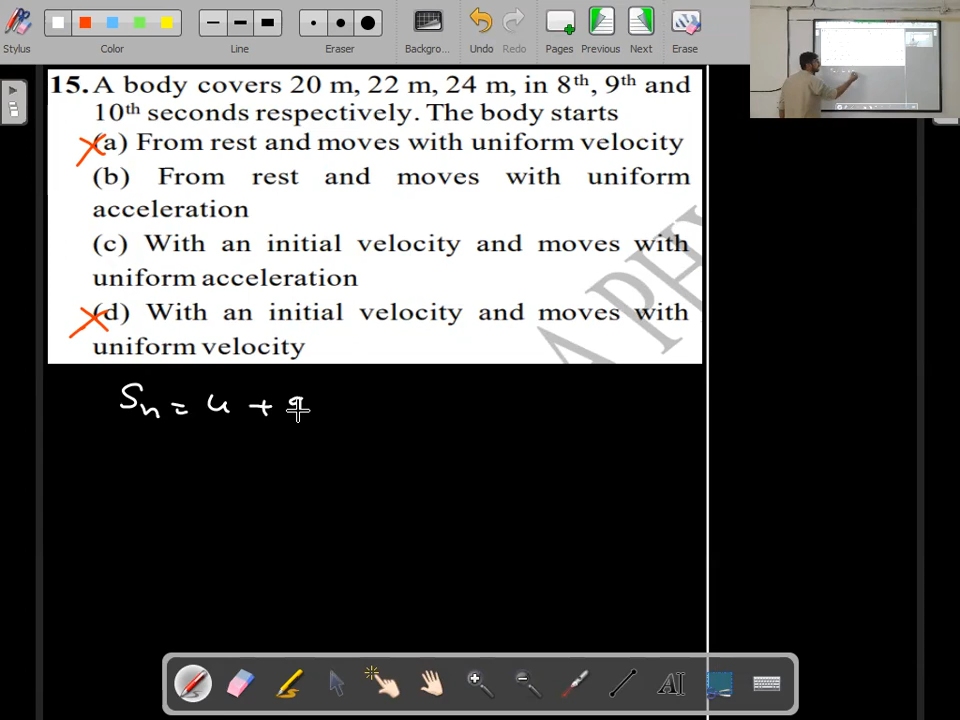 Stylus
Color
Line
Eraser
Backgro...
Undo
Redo
Pages
Previous
Next
Erase
15. A body covers 20 m, 22 m, 24 m, in 8th, 9th and
10th seconds respectively. The body starts
(a) From rest and moves with uniform velocity
(b) From rest and moves with uniform
acceleration
(c) With an initial velocity and moves with
uniform acceleration
(d) With an initial velocity and moves with
uniform velocity
A PHY
Sn = u +
AI